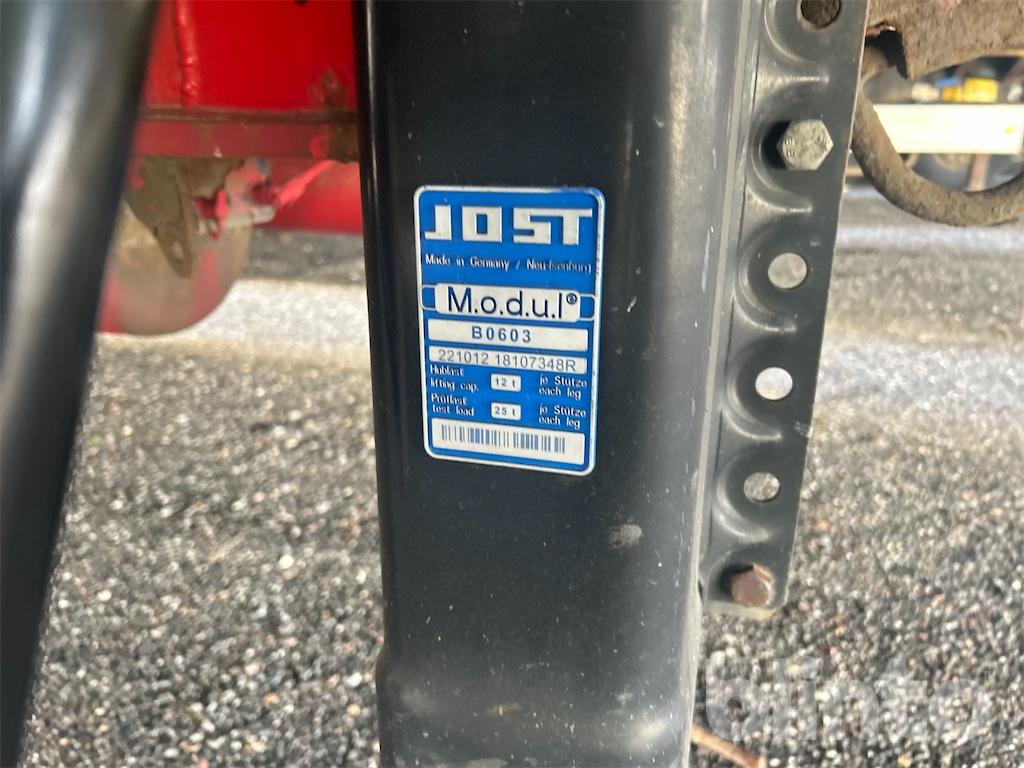 JOST
Made in Germany / Neu-Isenburg
M.o.d.u.l®
B0603
221012 18107348R
Hublast
lifting cap. 12 t je Stütze
each leg
Prüflast
test load 25 t je Stütze
each leg
blinto